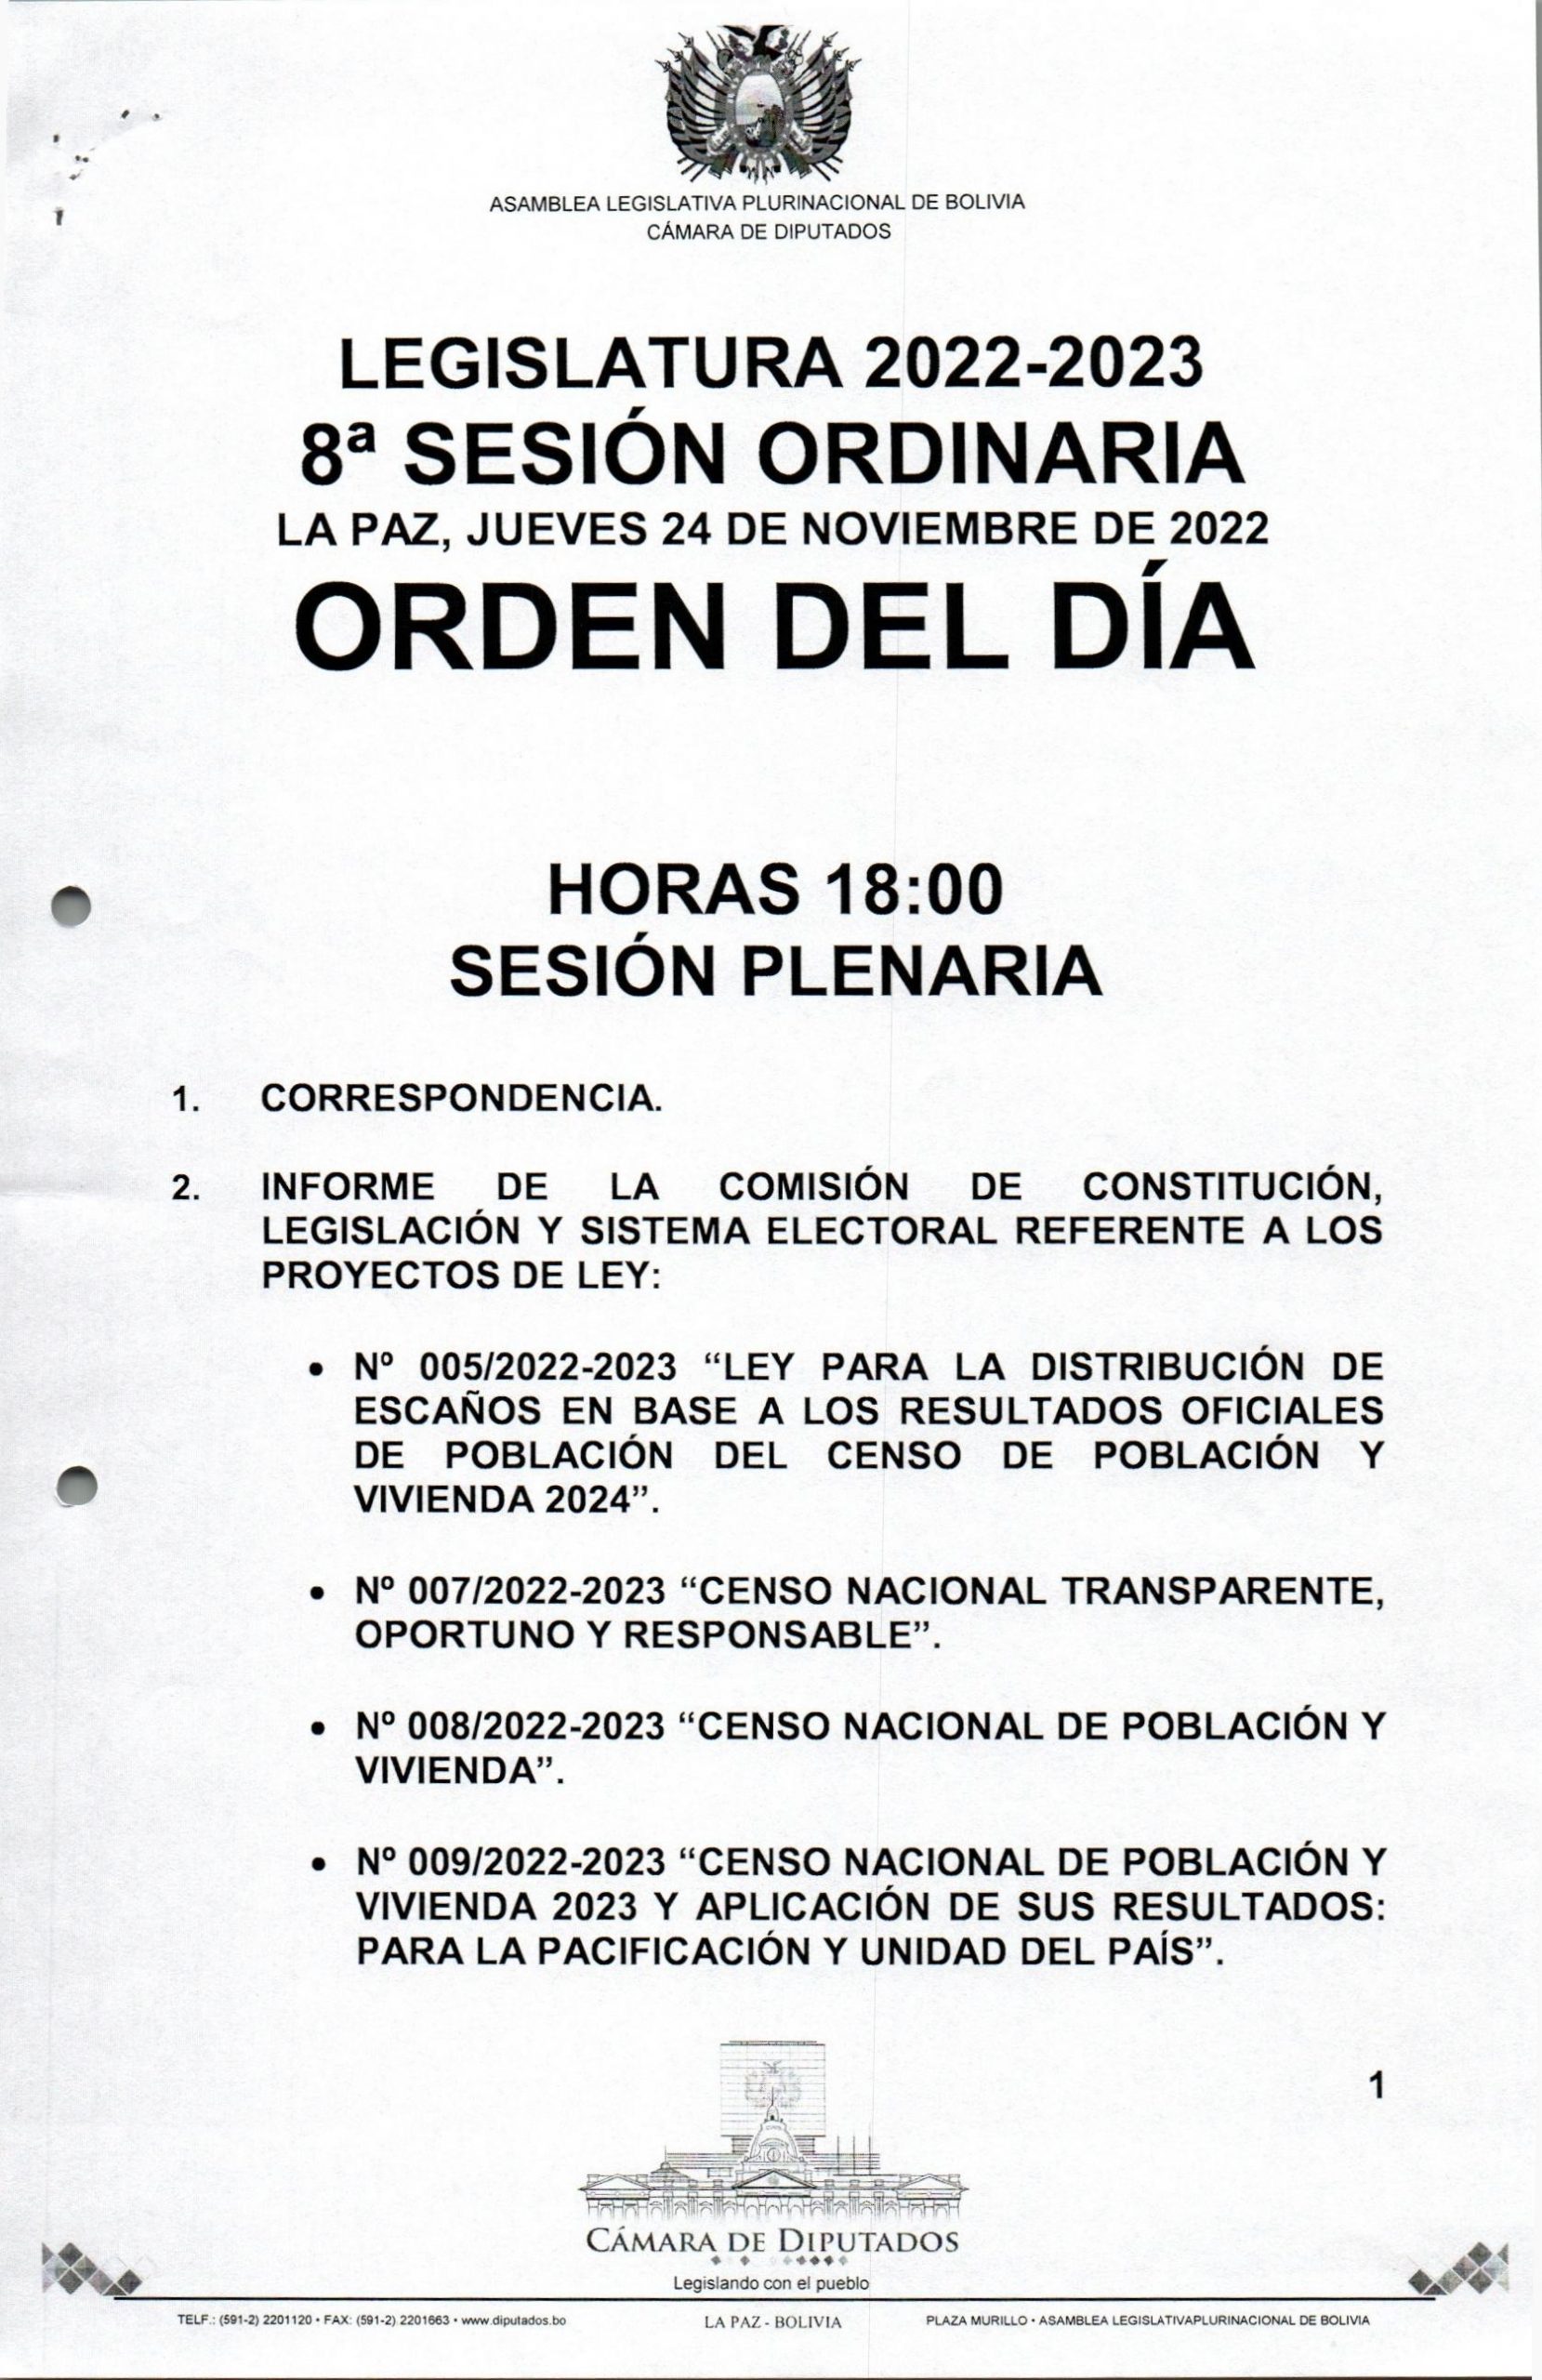 ASAMBLEA LEGISLATIVA PLURINACIONAL DE BOLIVIA
CÁMARA DE DIPUTADOS
LEGISLATURA 2022-2023
8ª SESIÓN ORDINARIA
LA PAZ, JUEVES 24 DE NOVIEMBRE DE 2022
ORDEN DEL DÍA
HORAS 18:00
SESIÓN PLENARIA
1. CORRESPONDENCIA.
2. INFORME DE LA COMISIÓN DE CONSTITUCIÓN,
LEGISLACIÓN Y SISTEMA ELECTORAL REFERENTE A LOS
PROYECTOS DE LEY:
• Nº 005/2022-2023 “LEY PARA LA DISTRIBUCIÓN DE
ESCAÑOS EN BASE A LOS RESULTADOS OFICIALES
DE POBLACIÓN DEL CENSO DE POBLACIÓN Y
VIVIENDA 2024”.
• Nº 007/2022-2023 “CENSO NACIONAL TRANSPARENTE,
OPORTUNO Y RESPONSABLE”.
• Nº 008/2022-2023 “CENSO NACIONAL DE POBLACIÓN Y
VIVIENDA”.
• Nº 009/2022-2023 “CENSO NACIONAL DE POBLACIÓN Y
VIVIENDA 2023 Y APLICACIÓN DE SUS RESULTADOS:
PARA LA PACIFICACIÓN Y UNIDAD DEL PAÍS”.
1
CÁMARA DE DIPUTADOS
Legislando con el pueblo
TELF.: (591-2) 2201120 • FAX: (591-2) 2201663 • www.diputados.bo
LA PAZ - BOLIVIA
PLAZA MURILLO • ASAMBLEA LEGISLATIVAPLURINACIONAL DE BOLIVIA